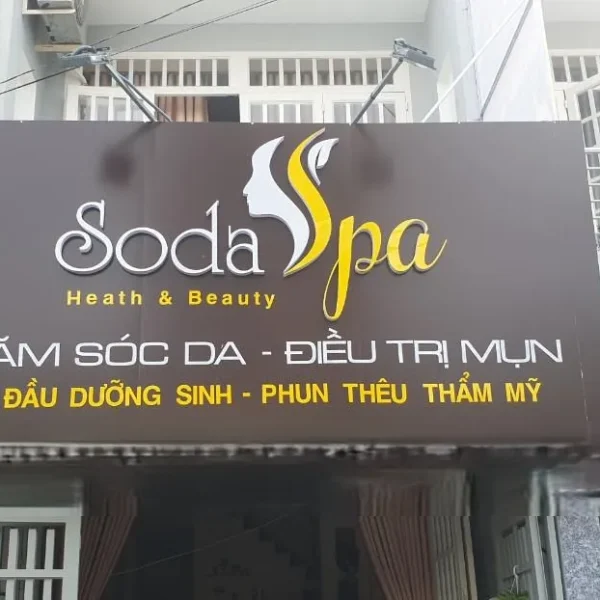 Soda Spa
Heath & Beauty
ĂM SÓC DA - ĐIỀU TRỊ MỤN
ĐẦU DƯỠNG SINH - PHUN THÊU THẨM MỸ